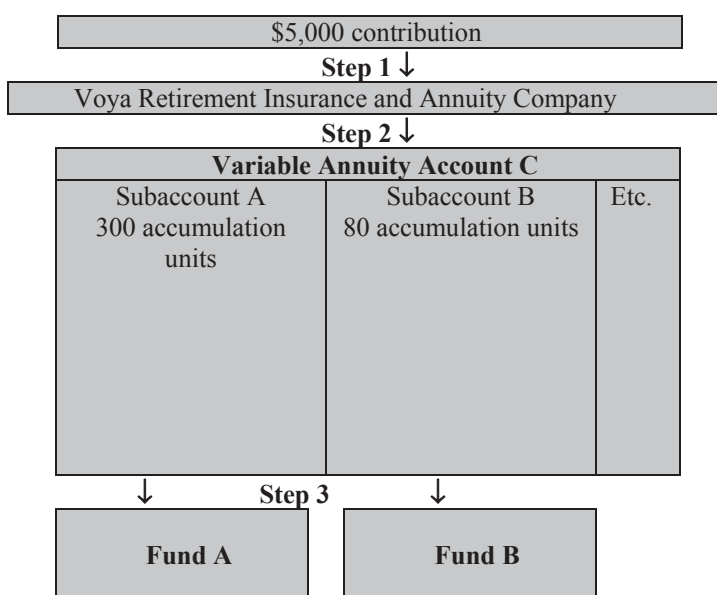 $5,000 contribution
Step 1 ↓
Voya Retirement Insurance and Annuity Company
Step 2 ↓
Variable Annuity Account C
Subaccount A
300 accumulation
units
Subaccount B
80 accumulation units
Etc.
↓ Step 3 ↓
Fund A
Fund B